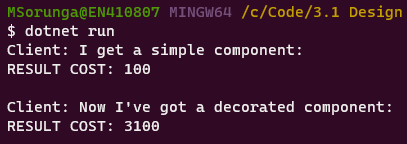 MSorunga@EN410807 MINGW64 /c/Code/3.1 Design
$ dotnet run
Client: I get a simple component:
RESULT COST: 100
Client: Now I've got a decorated component:
RESULT COST: 3100